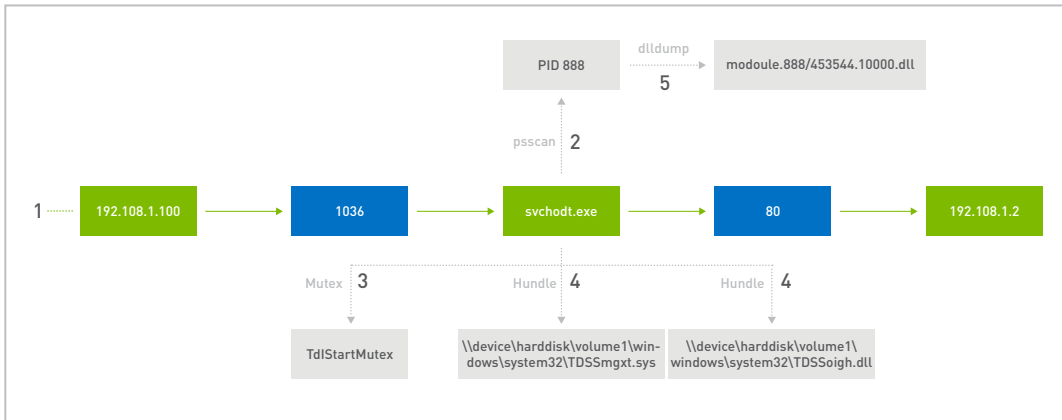 dlldump
PID 888
modoule.888/453544.10000.dll
5
psscan 2
1
192.108.1.100
1036
svchodt.exe
80
192.108.1.2
Mutex 3
Hundle 4
Hundle 4
TdIStartMutex
\\device\harddisk\volume1\win-
dows\system32\TDSSmgxt.sys
\\device\harddisk\volume1\
windows\system32\TDSSoigh.dll